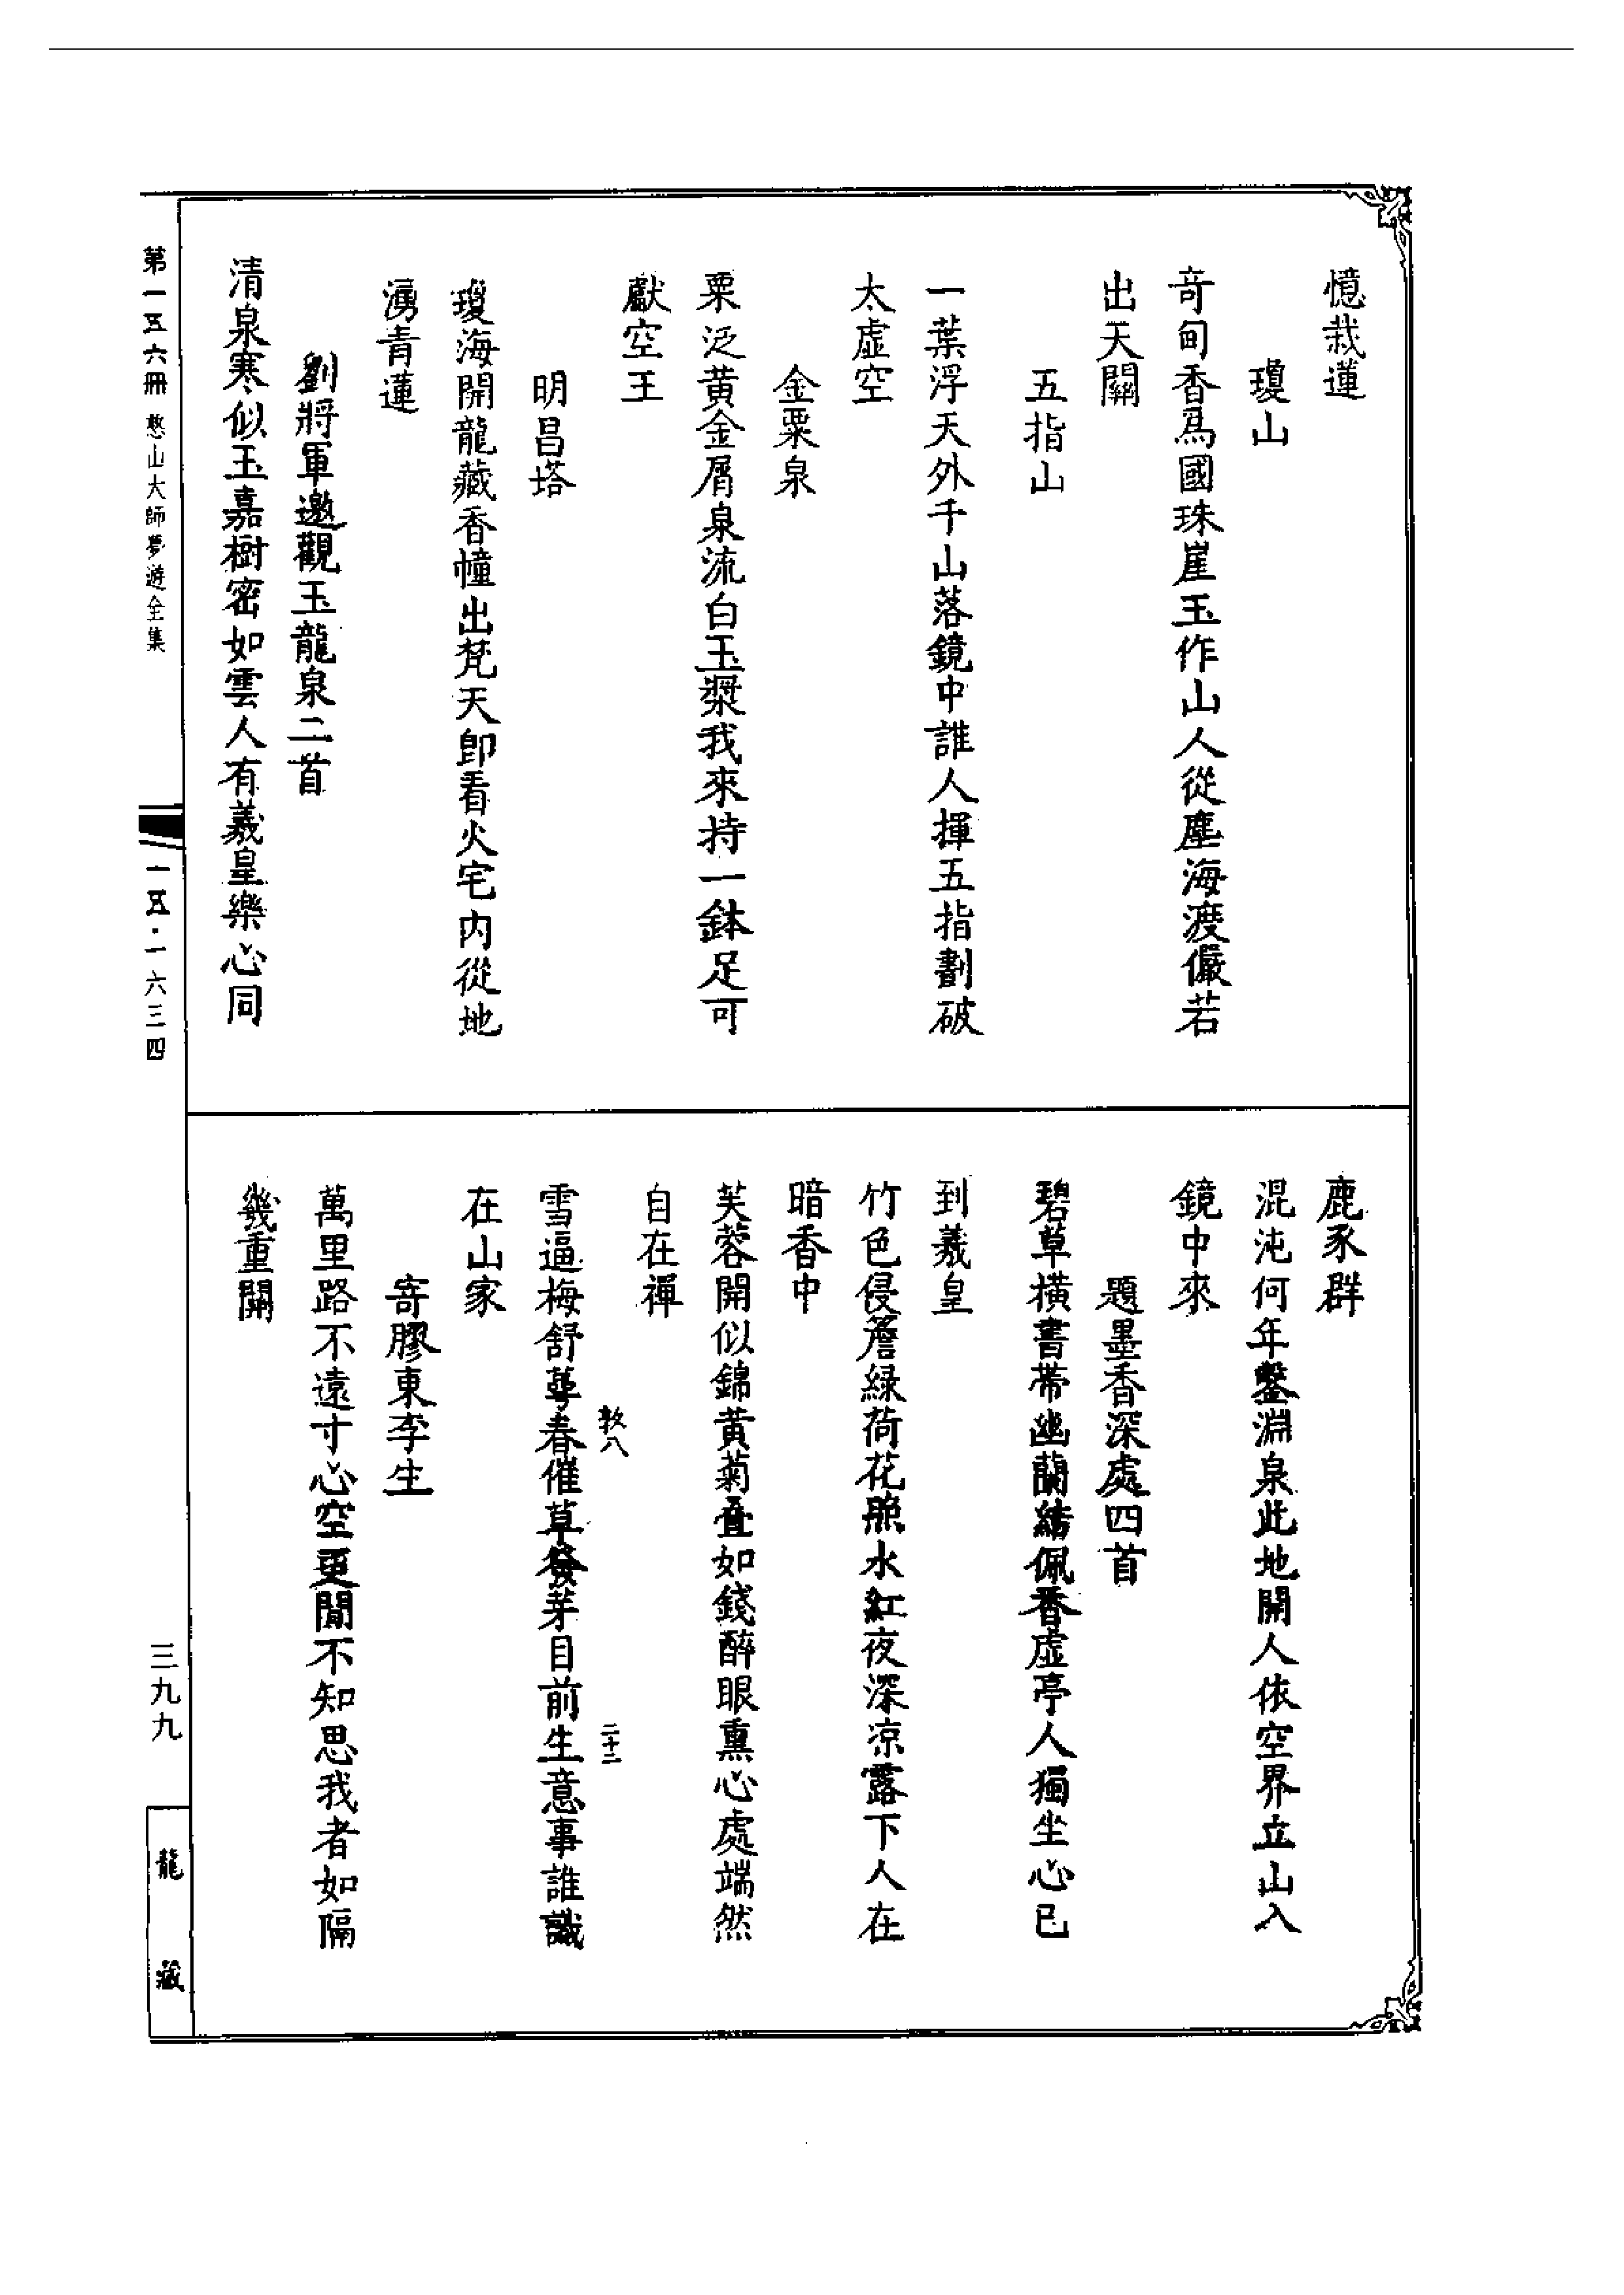 憶栽蓮
瓊山
奇甸香爲國珠崖玉作山人從塵海渡儼若
出天關
五指山
一葉浮天外千山落鏡中誰人揮五指劃破
太虛空
金粟泉
粟泛黃金屑泉流白玉漿我來持一鉢足可
獻空王
明昌塔
瓊海開龍藏香幢出梵天卽看火宅內從地
湧青蓮
劉將軍邀觀玉龍泉二首
清泉寒似玉嘉樹密如雲人有羲皇樂心同
鹿豕群
混沌何年鑿淵泉此地開人依空界立山入
鏡中來
題墨香深處四首
碧草橫書帶幽蘭結佩香虛亭人獨坐心已
到羲皇
竹色侵簷綠荷花照水紅夜深凉露下人在
暗香中
芙蓉開似錦黃菊疊如錢醉眼熏心處端然
自在禪
雪逼梅舒萼春催草發芽目前生意事誰識
在山家
寄膠東李生
萬里路不遠寸心空更閒不知思我者如隔
幾重關
第一五六冊 憨山大師夢遊全集
一五·一六三四
三九九
龍藏
二十二